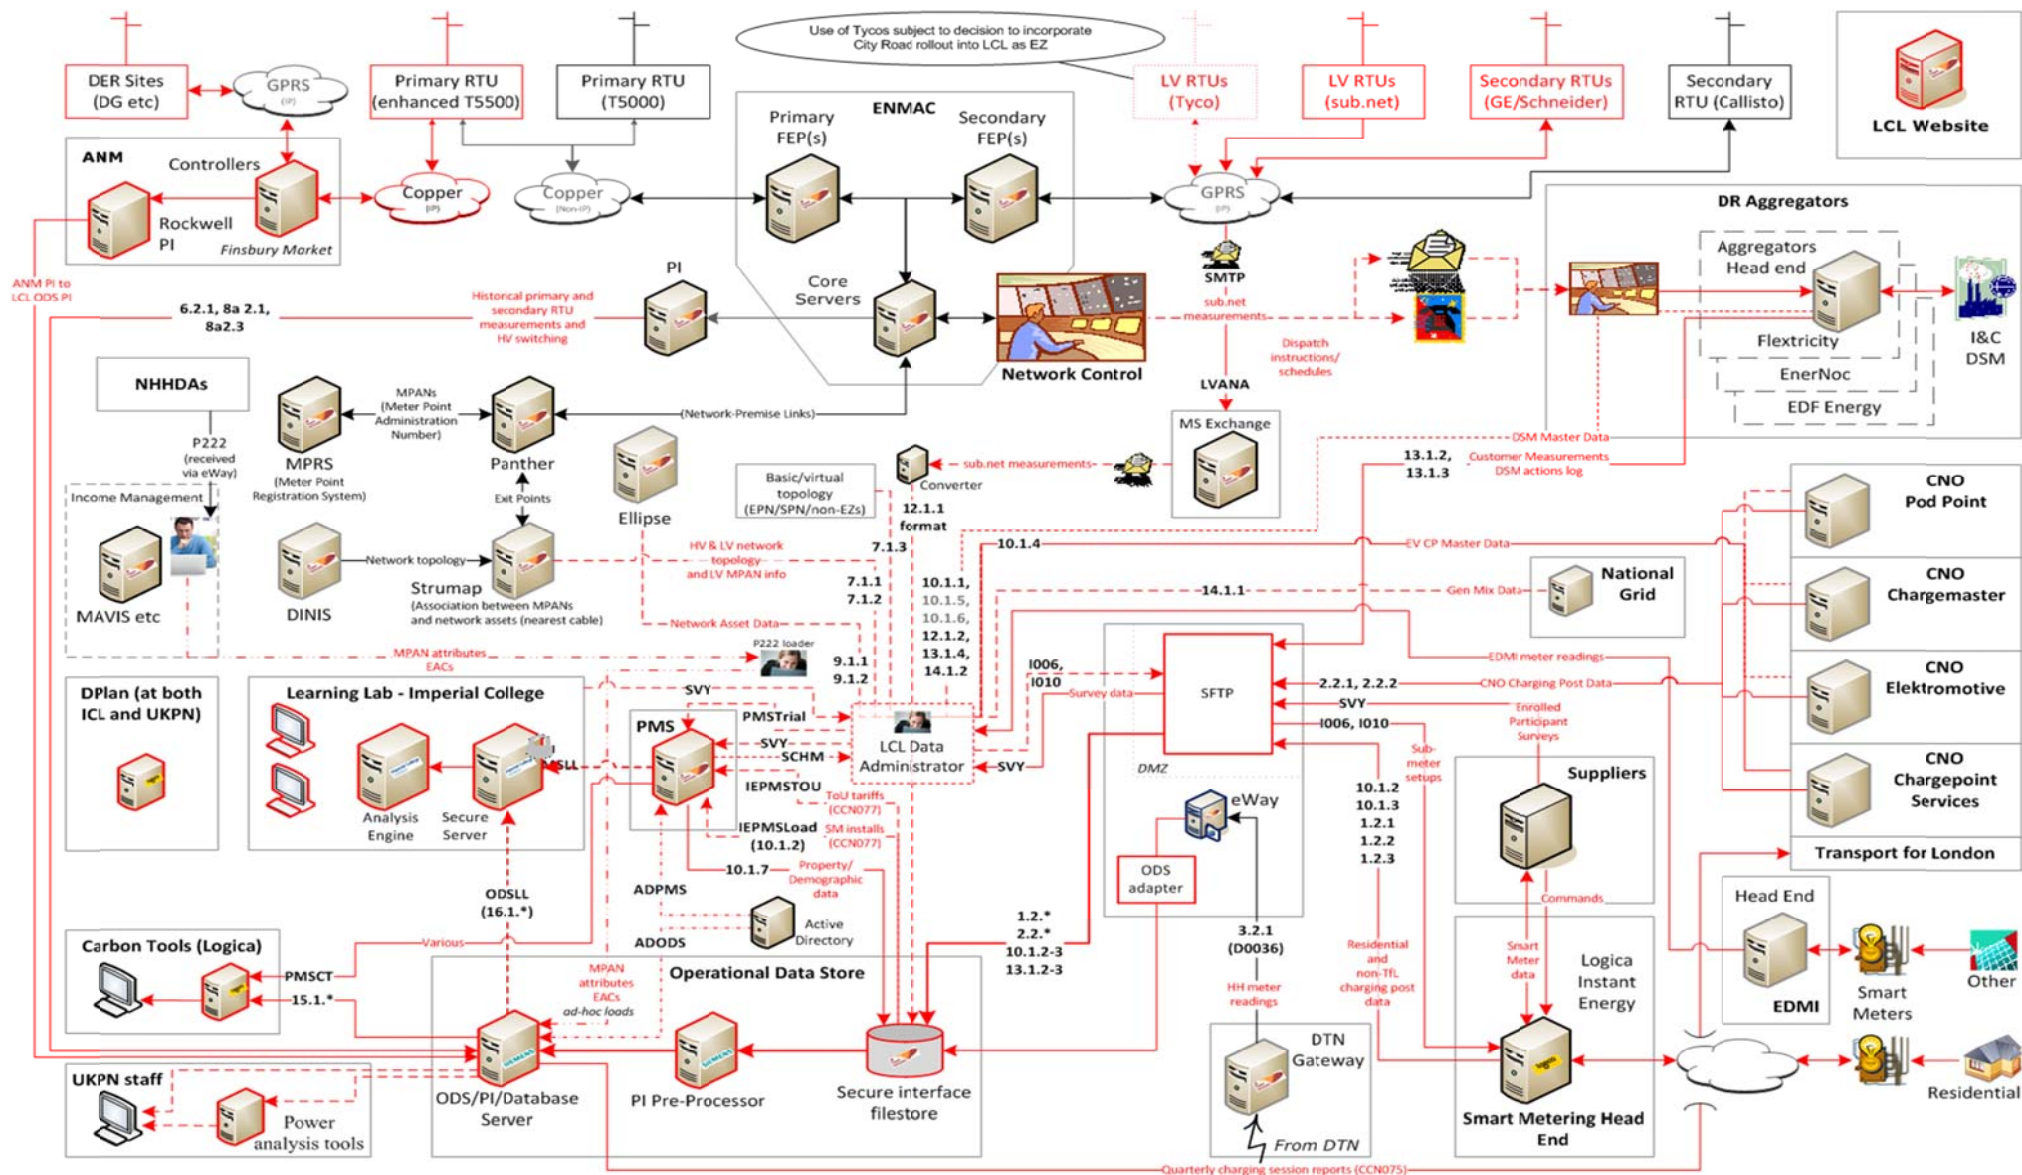 Use of Tycos subject to decision to incorporate
City Road rollout into LCL as EZ
DER Sites
(DG etc)
GPRS
(IP)
Primary RTU
(enhanced T5500)
Primary RTU
(T5000)
LV RTUs
(Tyco)
LV RTUs
(sub.net)
Secondary RTUs
(GE/Schneider)
Secondary
RTU (Callisto)
LCL Website
ANM
Controllers
Rockwell
PI
Finsbury Market
Copper
(IP)
Copper
(Non-IP)
ENMAC
Primary
FEP(s)
Secondary
FEP(s)
Core
Servers
GPRS
(IP)
SMTP
sub.net
measurements
Network Control
DR Aggregators
Aggregators
Head end
Flextricity
EnerNoc
EDF Energy
I&C
DSM
ANM PI to
LCL ODS PI
6.2.1, 8a 2.1,
8a2.3
Historical primary and
secondary RTU
measurements and
HV switching
PI
Dispatch
instructions/
schedules
LVANA
MS Exchange
NHHDAs
P222
(received
via eWay)
MPRS
(Meter Point
Registration System)
MPANs
(Meter Point
Administration
Number)
Panther
(Network-Premise Links)
Exit Points
Income Management
MAVIS etc
DINIS
Network topology
Strumap
(Association between MPANs
and network assets (nearest cable)
Ellipse
Basic/virtual
topology
(EPN/SPN/non-EZs)
Converter
sub.net measurements
12.1.1
format
HV & LV network
topology
and LV MPAN info
7.1.3
7.1.1
7.1.2
10.1.1,
10.1.5,
10.1.6,
12.1.2,
13.1.4,
14.1.2
10.1.4
DSM Master Data
13.1.2,
13.1.3
Customer Measurements
DSM actions log
EV CP Master Data
14.1.1
Gen Mix Data
National
Grid
CNO
Pod Point
CNO
Chargemaster
CNO
Elektromotive
CNO
Chargepoint
Services
Transport for London
Network Asset Data
MPAN attributes
EACs
P222 loader
9.1.1
9.1.2
I006,
I010
Survey data
SFTP
DMZ
EDMI meter readings
2.2.1, 2.2.2
CNO Charging Post Data
SVY
Enrolled
Participant
Surveys
I006, I010
Sub-
meter
setups
DPlan (at both
ICL and UKPN)
Learning Lab - Imperial College
Analysis
Engine
Secure
Server
PMS
SVY
PMSTrial
SVY
SCHM
LCL Data
Administrator
SVY
IEPMSTOU
ToU tariffs
(CCN077)
IEPMSLoad
(10.1.2)
SM installs
(CCN077)
10.1.7
Property/
Demographic
data
eWay
ODS
adapter
10.1.2
10.1.3
1.2.1
1.2.2
1.2.3
Suppliers
Commands
ODSLL
(16.1.*)
ADPMS
ADODS
Active
Directory
1.2.*
2.2.*
10.1.2-3
13.1.2-3
3.2.1
(D0036)
HH meter
readings
Residential
and
non-TfL
charging post
data
Smart
Meter
data
Logica
Instant
Energy
Smart Metering Head
End
Head End
EDMI
Smart
Meters
Other
Residential
Carbon Tools (Logica)
Various
PMSCT
15.1.*
Operational Data Store
MPAN
attributes
EACs
ad-hoc loads
ODS/PI/Database
Server
PI Pre-Processor
Secure interface
filestore
DTN
Gateway
From DTN
UKPN staff
Power
analysis tools
Quarterly charging session reports (CCN075)